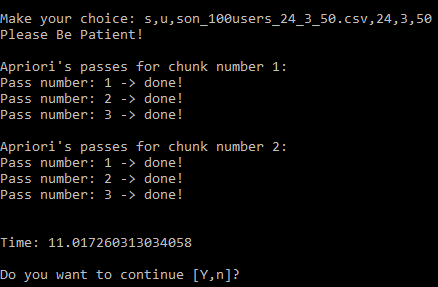 Make your choice: s,u,son_100users_24_3_50.csv,24,3,50
Please Be Patient!
Apriori's passes for chunk number 1:
Pass number: 1 -> done!
Pass number: 2 -> done!
Pass number: 3 -> done!
Apriori's passes for chunk number 2:
Pass number: 1 -> done!
Pass number: 2 -> done!
Pass number: 3 -> done!
Time: 11.017260313034058
Do you want to continue [Y,n]?